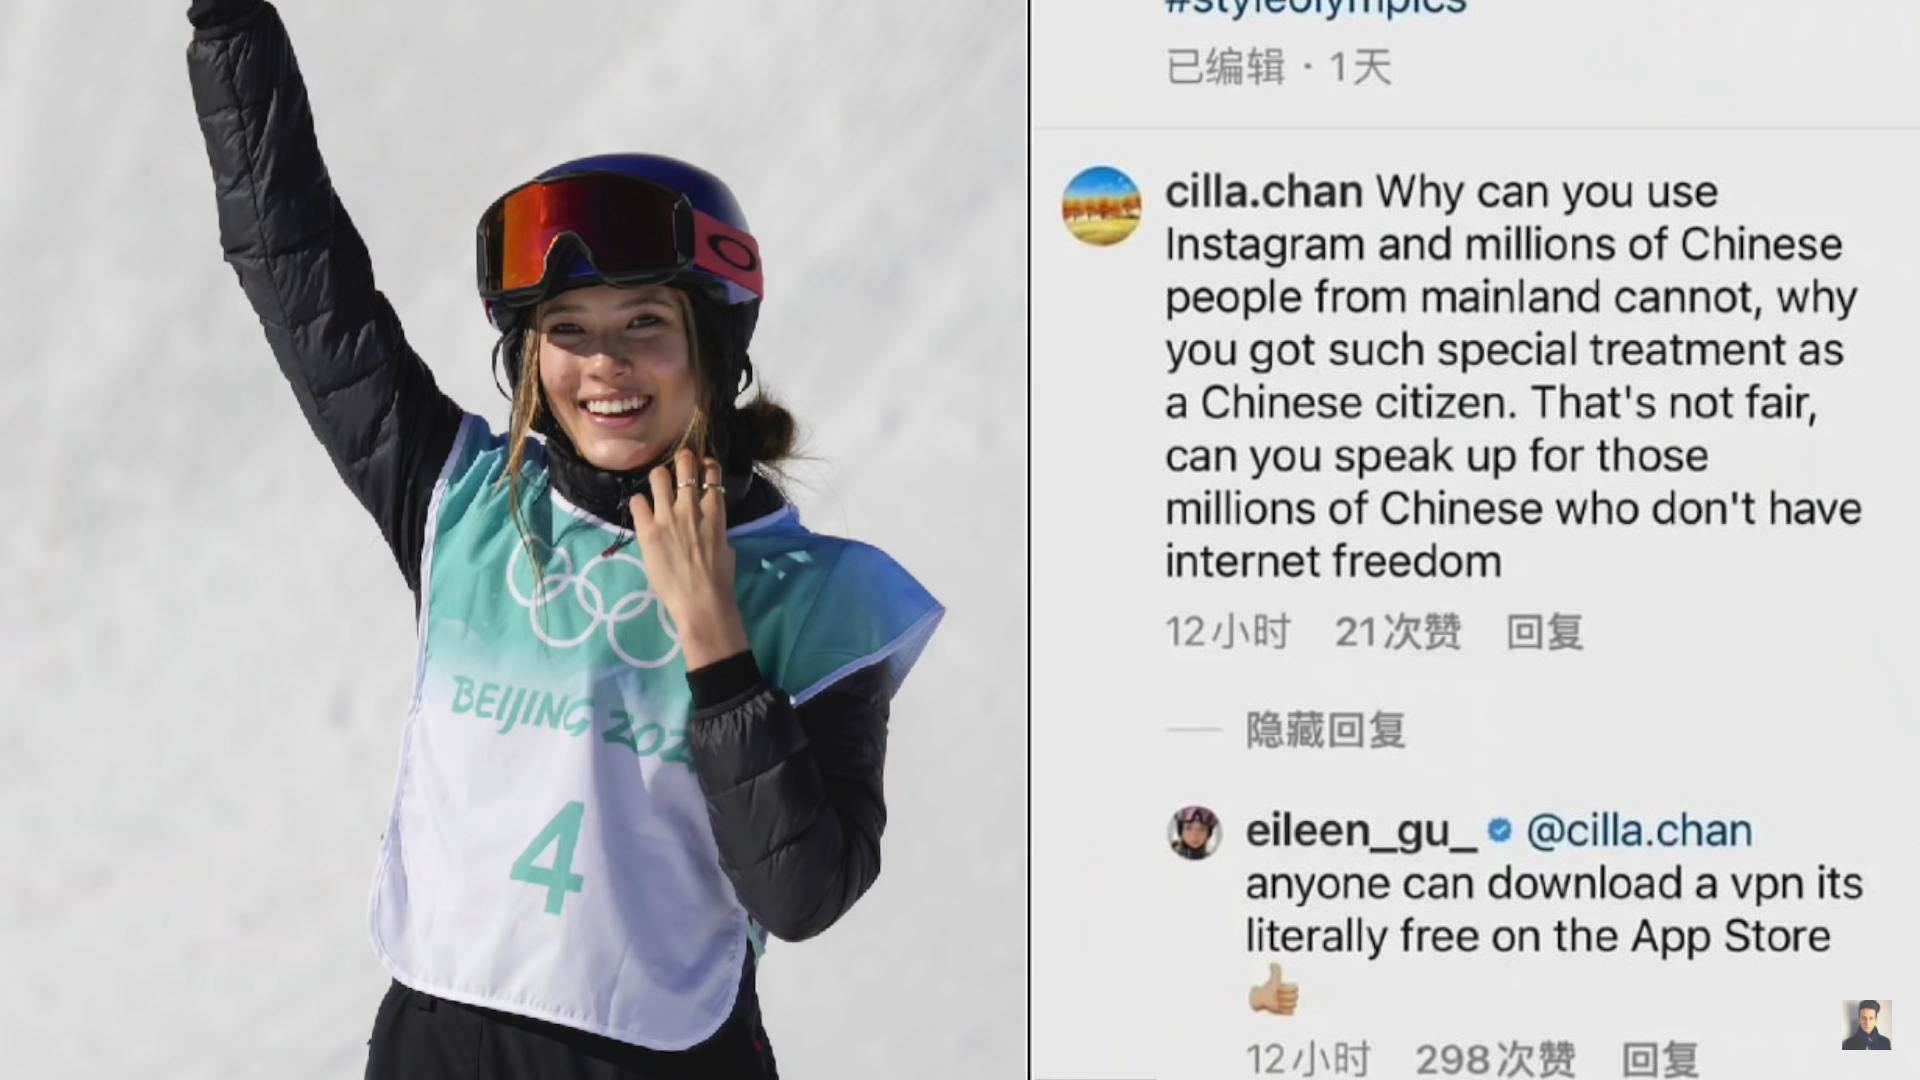 BEIJING 202
4
#styleolympics
已编辑 · 1天
cilla.chan Why can you use
Instagram and millions of Chinese
people from mainland cannot, why
you got such special treatment as
a Chinese citizen. That's not fair,
can you speak up for those
millions of Chinese who don't have
internet freedom
12小时 21次赞 回复
隐藏回复
eileen_gu_ @cilla.chan
anyone can download a vpn its
literally free on the App Store
12小时 298次赞 回复